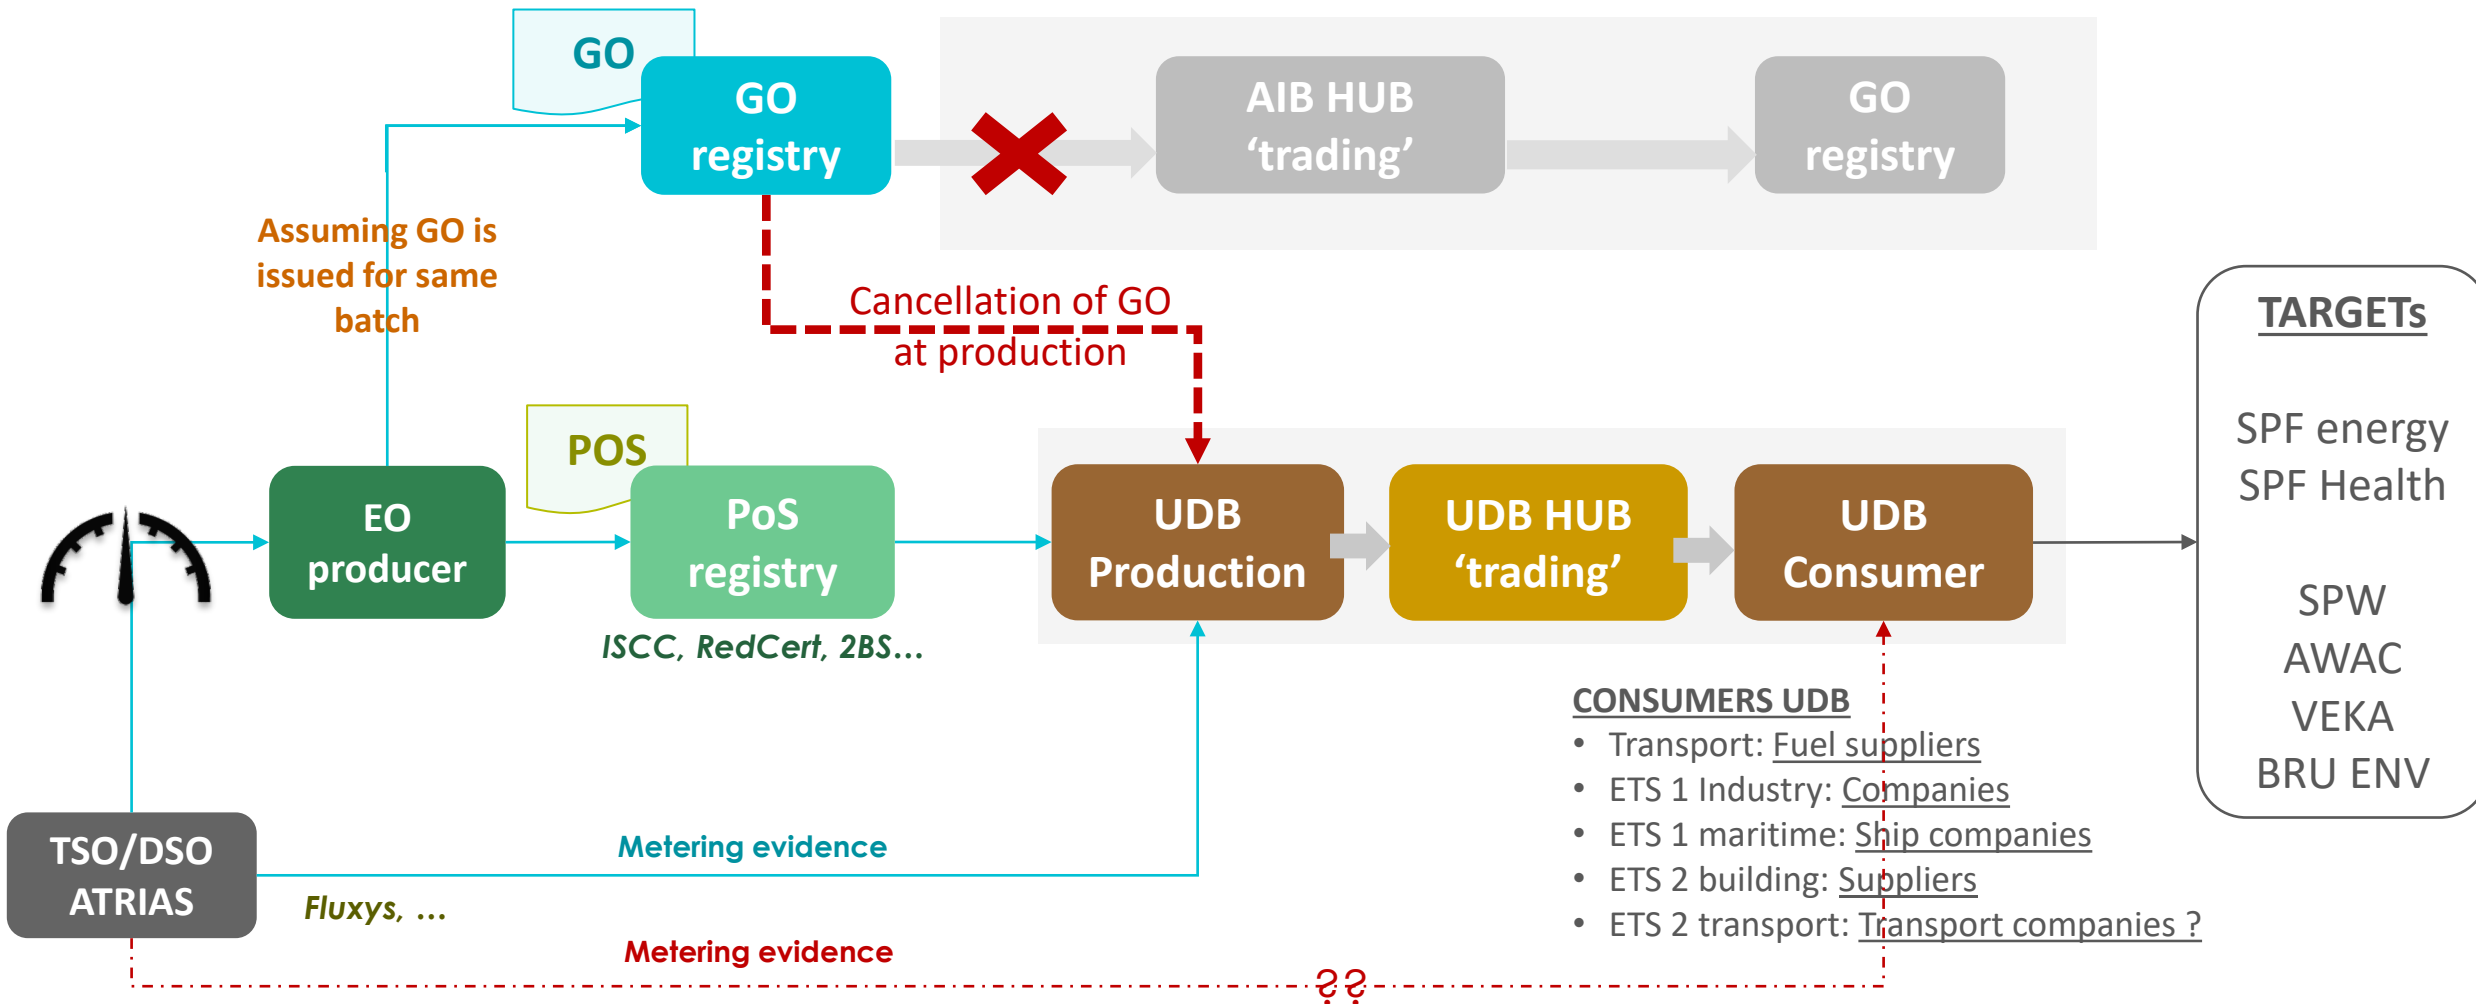 GO
GO
registry
AIB HUB
‘trading’
GO
registry
Assuming GO is
issued for same
batch
Cancellation of GO
at production
TARGETs
SPF energy
SPF Health
SPW
AWAC
VEKA
BRU ENV
POS
EO
producer
PoS
registry
ISCC, RedCert, 2BS…
UDB
Production
UDB HUB
‘trading’
UDB
Consumer
CONSUMERS UDB
• Transport: Fuel suppliers
• ETS 1 Industry: Companies
• ETS 1 maritime: Ship companies
• ETS 2 building: Suppliers
• ETS 2 transport: Transport companies ?
TSO/DSO
ATRIAS
Metering evidence
Fluxys, …
Metering evidence
??